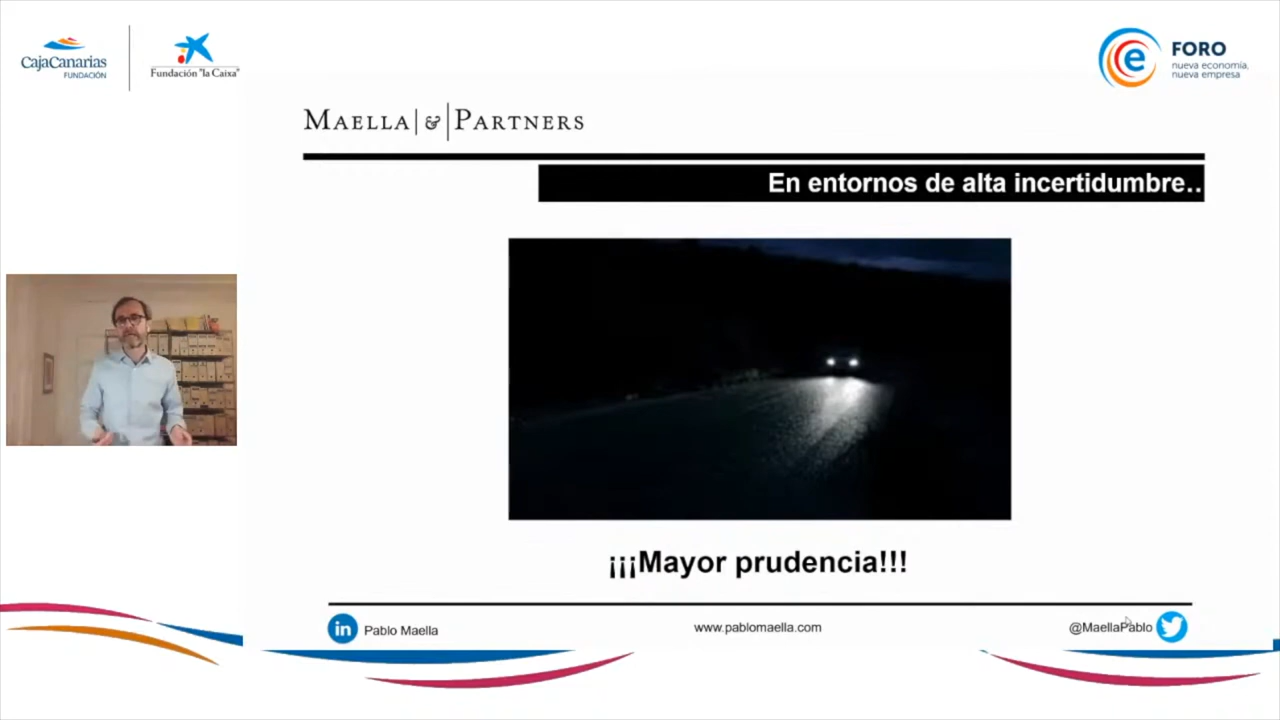 CajaCanarias
FUNDACIÓN
Fundación "la Caixa"
e
FORO
nueva economía,
nueva empresa
MAELLA & PARTNERS
En entornos de alta incertidumbre..
¡¡¡Mayor prudencia!!!
in Pablo Maella
www.pablomaella.com
@MaellaPablo